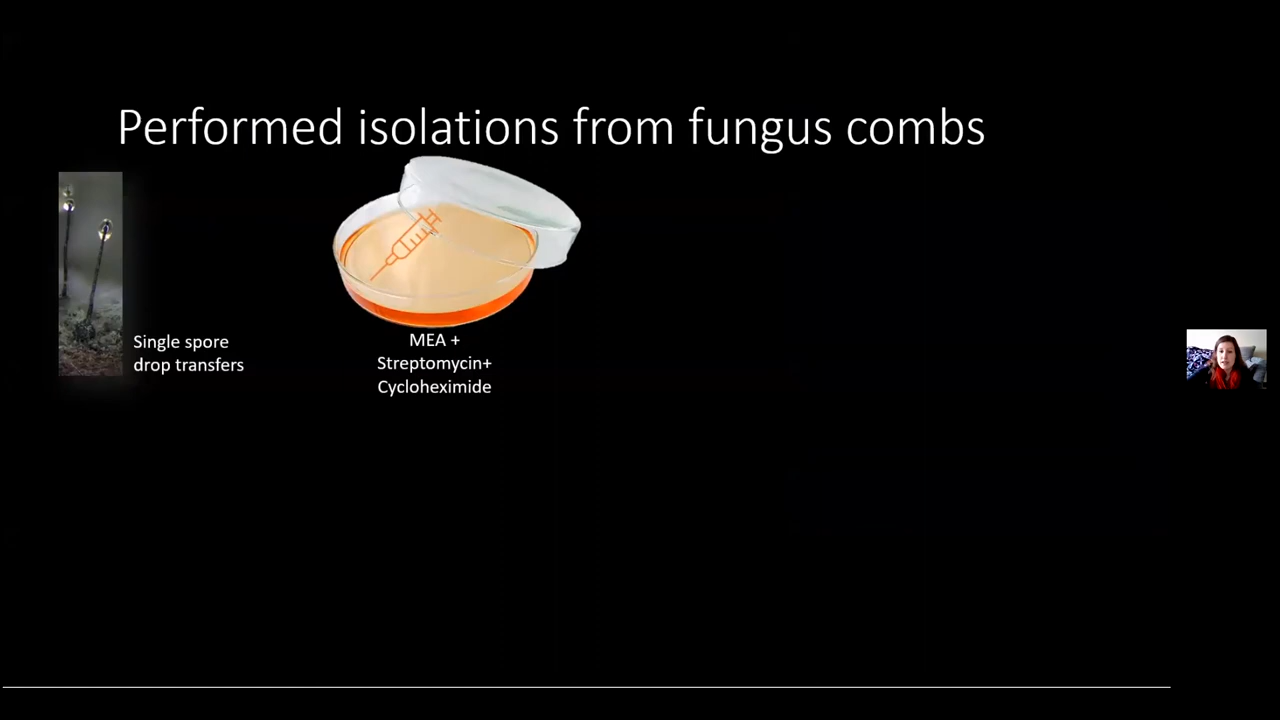 Performed isolations from fungus combs
Single spore
drop transfers
MEA +
Streptomycin+
Cycloheximide